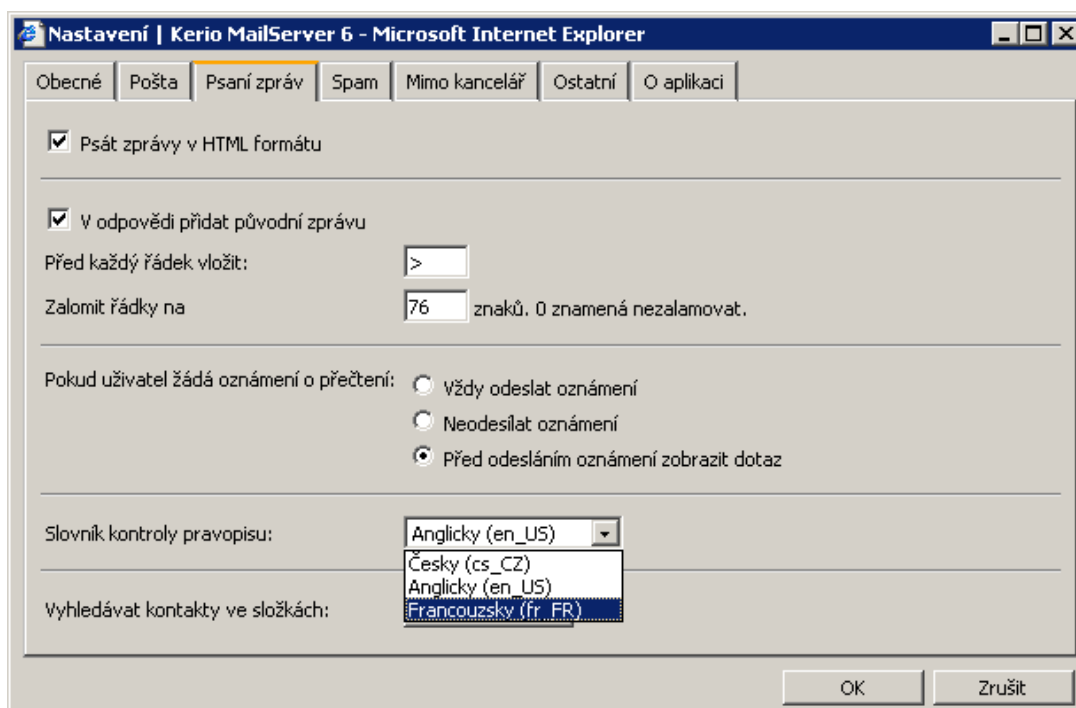 Nastavení | Kerio MailServer 6 - Microsoft Internet Explorer
Obecné Pošta Psaní zpráv Spam Mimo kancelář Ostatní O aplikaci
Psát zprávy v HTML formátu
V odpovědi přidat původní zprávu
Před každý řádek vložit: >
Zalomit řádky na 76 znaků. 0 znamená nezalamovat.
Pokud uživatel žádá oznámení o přečtení: Vždy odeslat oznámení
Neodesílat oznámení
Před odesláním oznámení zobrazit dotaz
Slovník kontroly pravopisu: Anglicky (en_US)
Česky (cs_CZ)
Anglicky (en_US)
Vyhledávat kontakty ve složkách: Francouzsky (fr_FR)
OK Zrušit